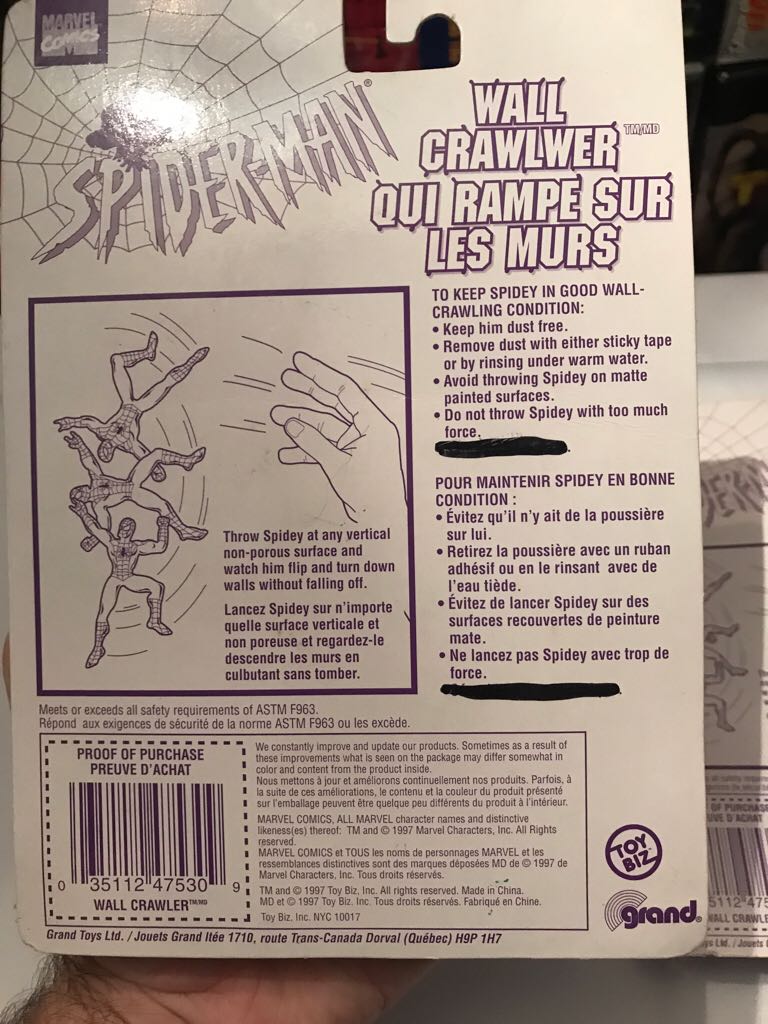 MARVEL
COMICS
SPIDER-MAN®
WALL
CRAWLWER TM/MD
QUI RAMPE SUR
LES MURS
TO KEEP SPIDEY IN GOOD WALL-
CRAWLING CONDITION:
• Keep him dust free.
• Remove dust with either sticky tape
or by rinsing under warm water.
• Avoid throwing Spidey on matte
painted surfaces.
• Do not throw Spidey with too much
force.
POUR MAINTENIR SPIDEY EN BONNE
CONDITION :
• Évitez qu'il n'y ait de la poussière
sur lui.
• Retirez la poussière avec un ruban
adhésif ou en le rinsant avec de
l'eau tiède.
• Évitez de lancer Spidey sur des
surfaces recouvertes de peinture
mate.
• Ne lancez pas Spidey avec trop de
force.
Throw Spidey at any vertical
non-porous surface and
watch him flip and turn down
walls without falling off.
Lancez Spidey sur n'importe
quelle surface verticale et
non poreuse et regardez-le
descendre les murs en
culbutant sans tomber.
Meets or exceeds all safety requirements of ASTM F963.
Répond aux exigences de sécurité de la norme ASTM F963 ou les excède.
PROOF OF PURCHASE
PREUVE D'ACHAT
0 35112 47530 9
WALL CRAWLER TM/MD
We constantly improve and update our products. Sometimes as a result of
these improvements what is seen on the package may differ somewhat in
color and content from the product inside.
Nous mettons à jour et améliorons continuellement nos produits. Parfois, à
la suite de ces améliorations, le contenu et la couleur du produit présenté
sur l'emballage peuvent être quelque peu différents du produit à l'intérieur.
MARVEL COMICS, ALL MARVEL character names and distinctive
likeness(es) thereof: TM and © 1997 Marvel Characters, Inc. All Rights
reserved.
MARVEL COMICS et TOUS les noms de personnages MARVEL et les
ressemblances distinctives sont des marques déposées MD de © 1997 de
Marvel Characters, Inc. Tous droits réservés.
TM and © 1997 Toy Biz, Inc. All rights reserved. Made in China.
MD et © 1997 Toy Biz, Inc. Tous droits réservés. Fabriqué en Chine.
Toy Biz, Inc. NYC 10017
TOY
BIZ
grand®
Grand Toys Ltd. / Jouets Grand ltée 1710, route Trans-Canada Dorval (Québec) H9P 1H7
OF PURCHASE
5112 475
WALL CRAWLE